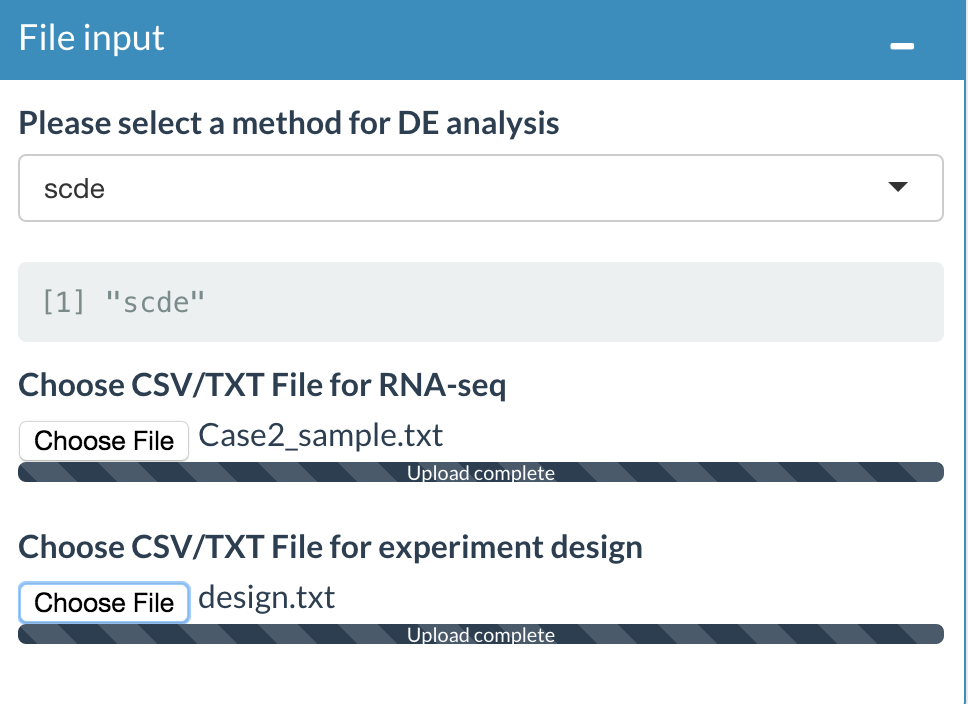 File input
Please select a method for DE analysis
scde
[1] "scde"
Choose CSV/TXT File for RNA-seq
Choose File Case2_sample.txt
Upload complete
Choose CSV/TXT File for experiment design
Choose File design.txt
Upload complete